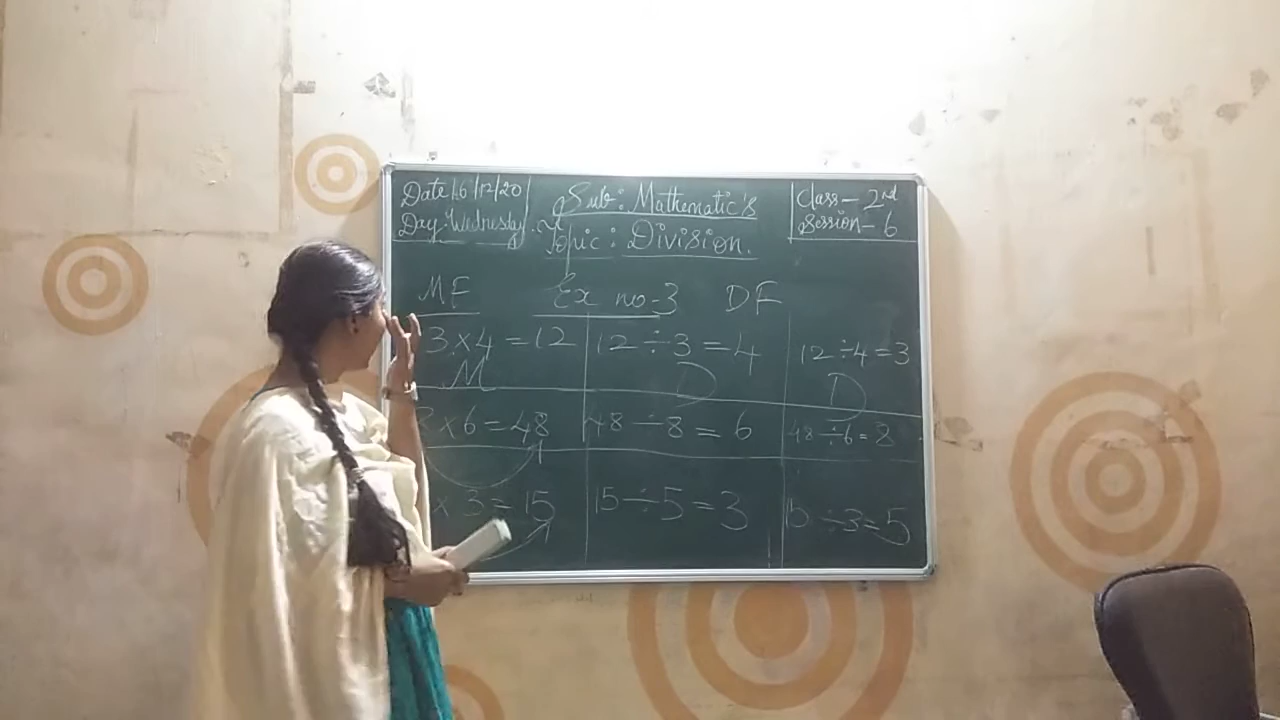 Date 16/12/20
Day. Wednesday.
Sub: Mathematic's
Topic: Division.
Class- 2nd
Session- 6
MF Ex no-3 DF
3×4=12 12÷3=4 12÷4=3
M D D
×6=48 48÷8=6 48÷6=8
×3=15 15÷5=3 15÷3=5